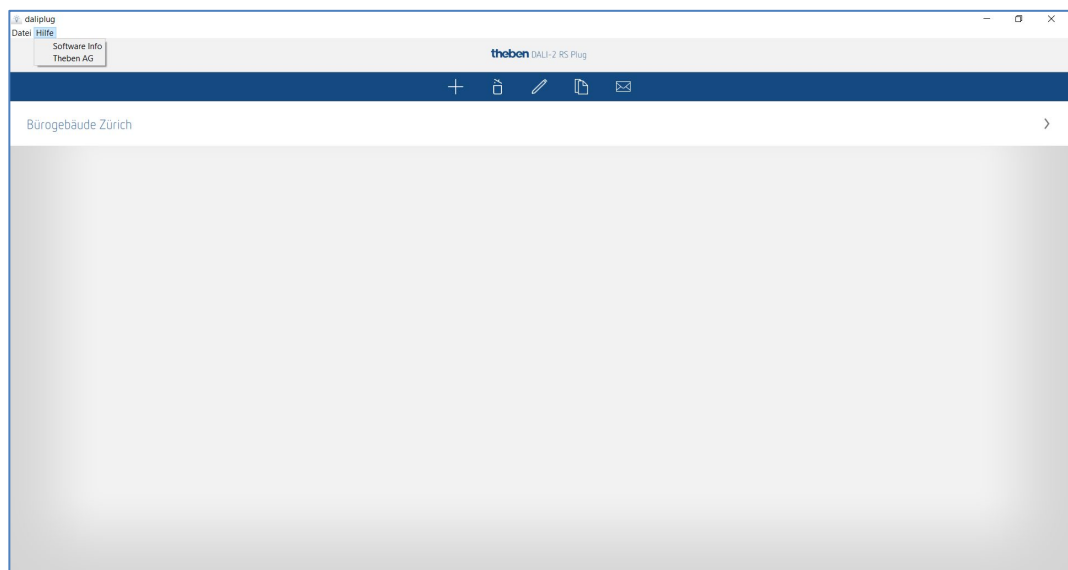 daliplug
Datei Hilfe
Software Info
Theben AG
theben DALI-2 RS Plug
Bürogebäude Zürich